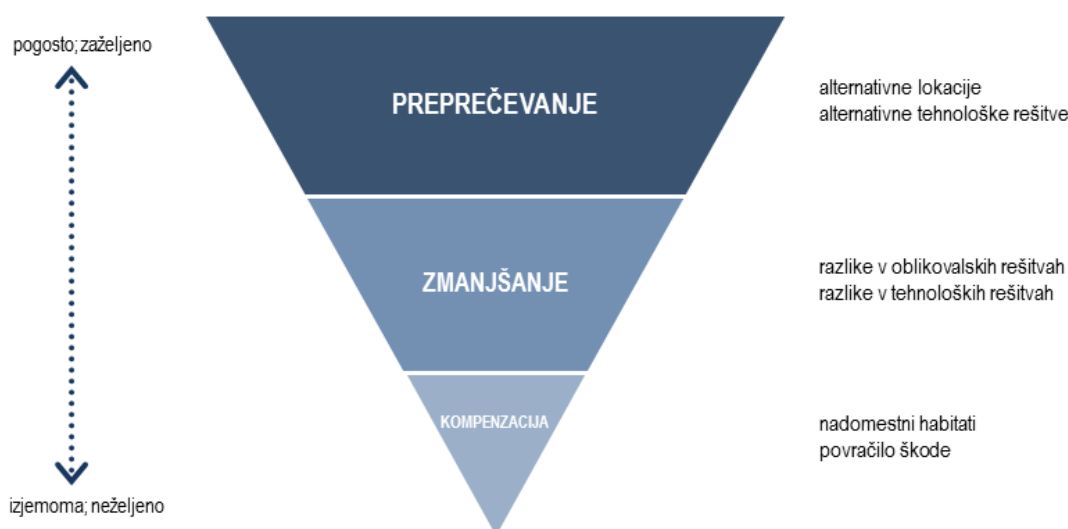 pogosto; zaželjeno
PREPREČEVANJE
alternativne lokacije
alternativne tehnološke rešitve
ZMANJŠANJE
razlike v oblikovalskih rešitvah
razlike v tehnoloških rešitvah
KOMPENZACIJA
nadomestni habitati
povračilo škode
izjemoma; neželjeno